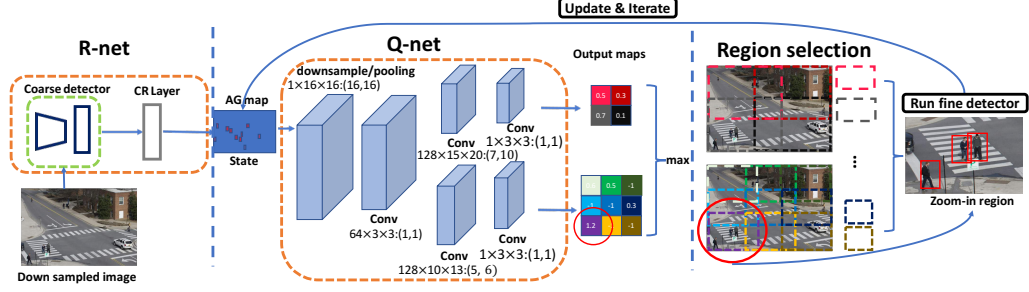 Update & Iterate
R-net
Q-net
Region selection
Coarse detector
CR Layer
AG map
State
Down sampled image
downsample/pooling
1×16×16:(16,16)
Conv
64×3×3:(1,1)
Conv
128×15×20:(7,10)
Conv
1×3×3:(1,1)
Conv
128×10×13:(5, 6)
Conv
1×3×3:(1,1)
Output maps
0.5 0.3
0.7 0.1
0.5 -1
-1 -1 0.3
1.2 -1
max
...
Run fine detector
Zoom-in region